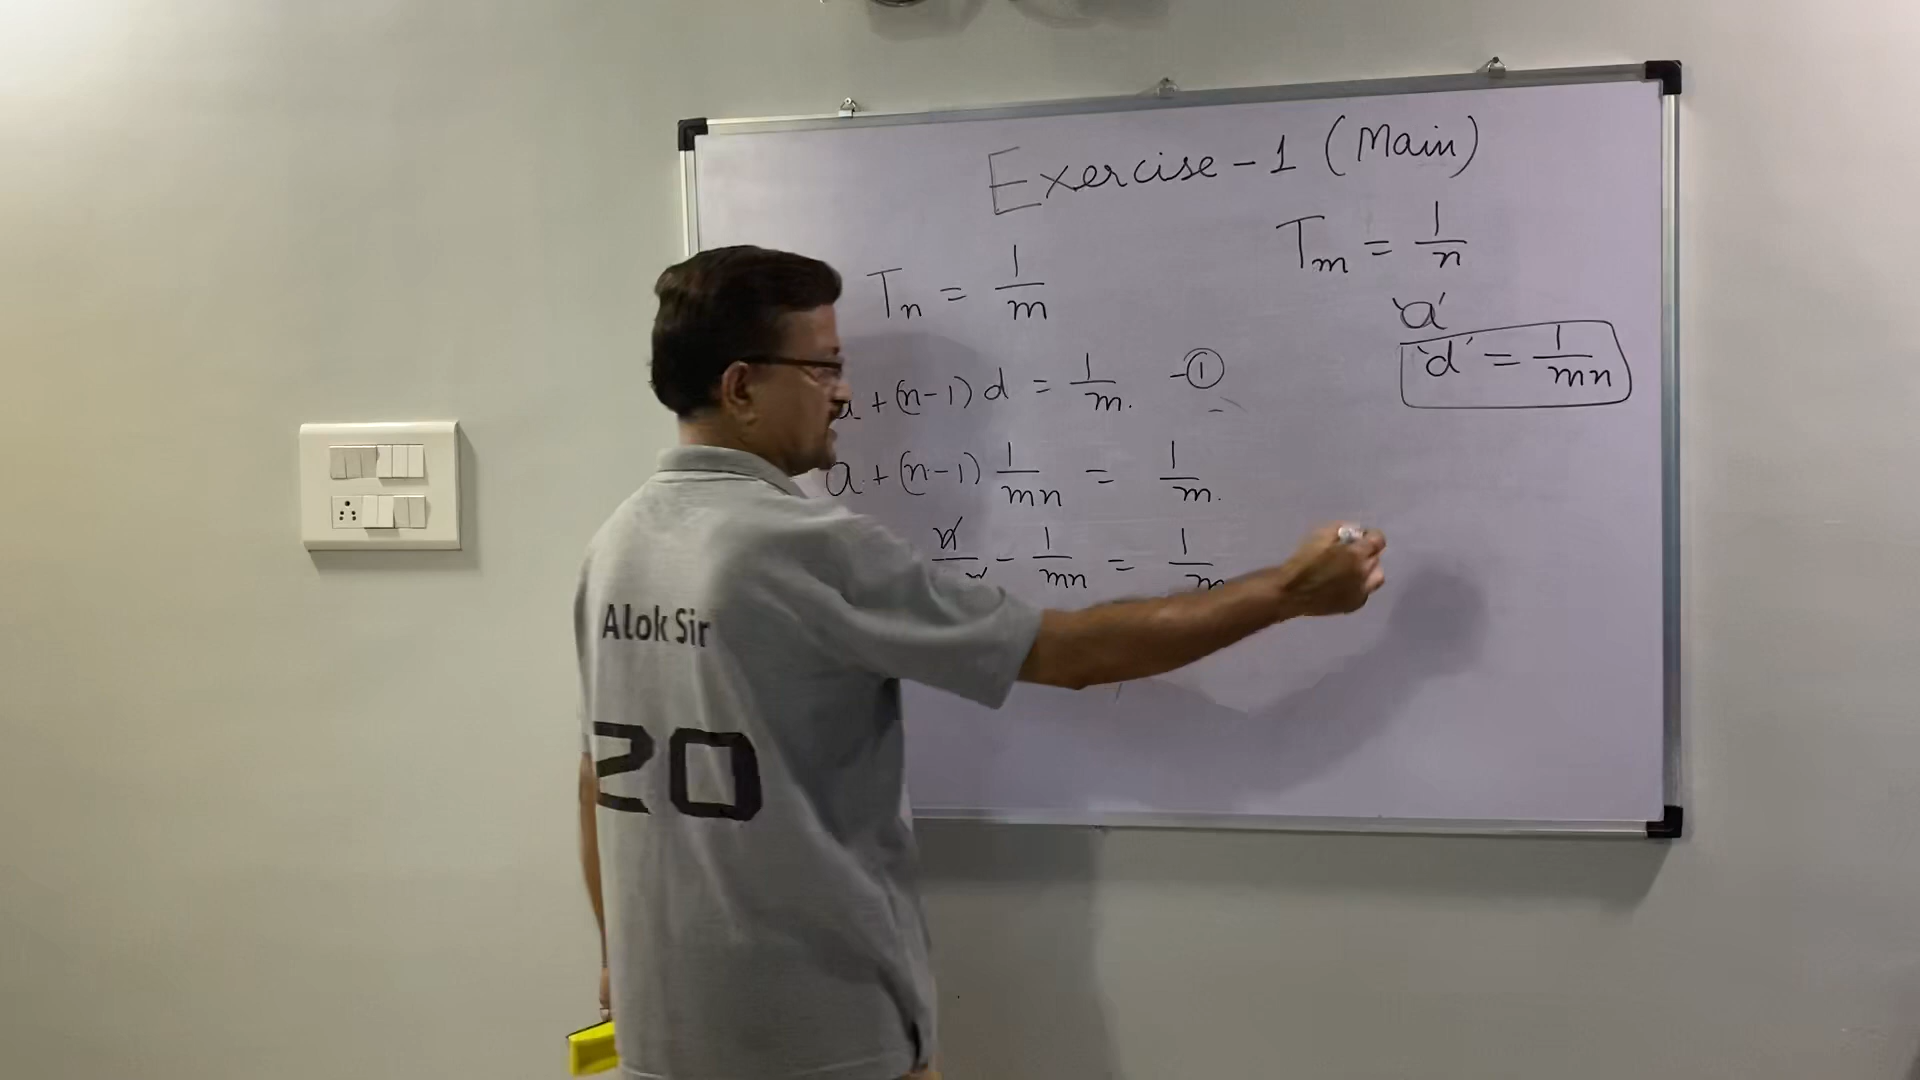 Exercise - 1 (Main)
Tn = 1/m
Tm = 1/n
'a'
'd' = 1/mn
a + (n-1) d = 1/m. - ①
a + (n-1) 1/mn = 1/m.
- 1/mn = 1/m
Alok Sir
20